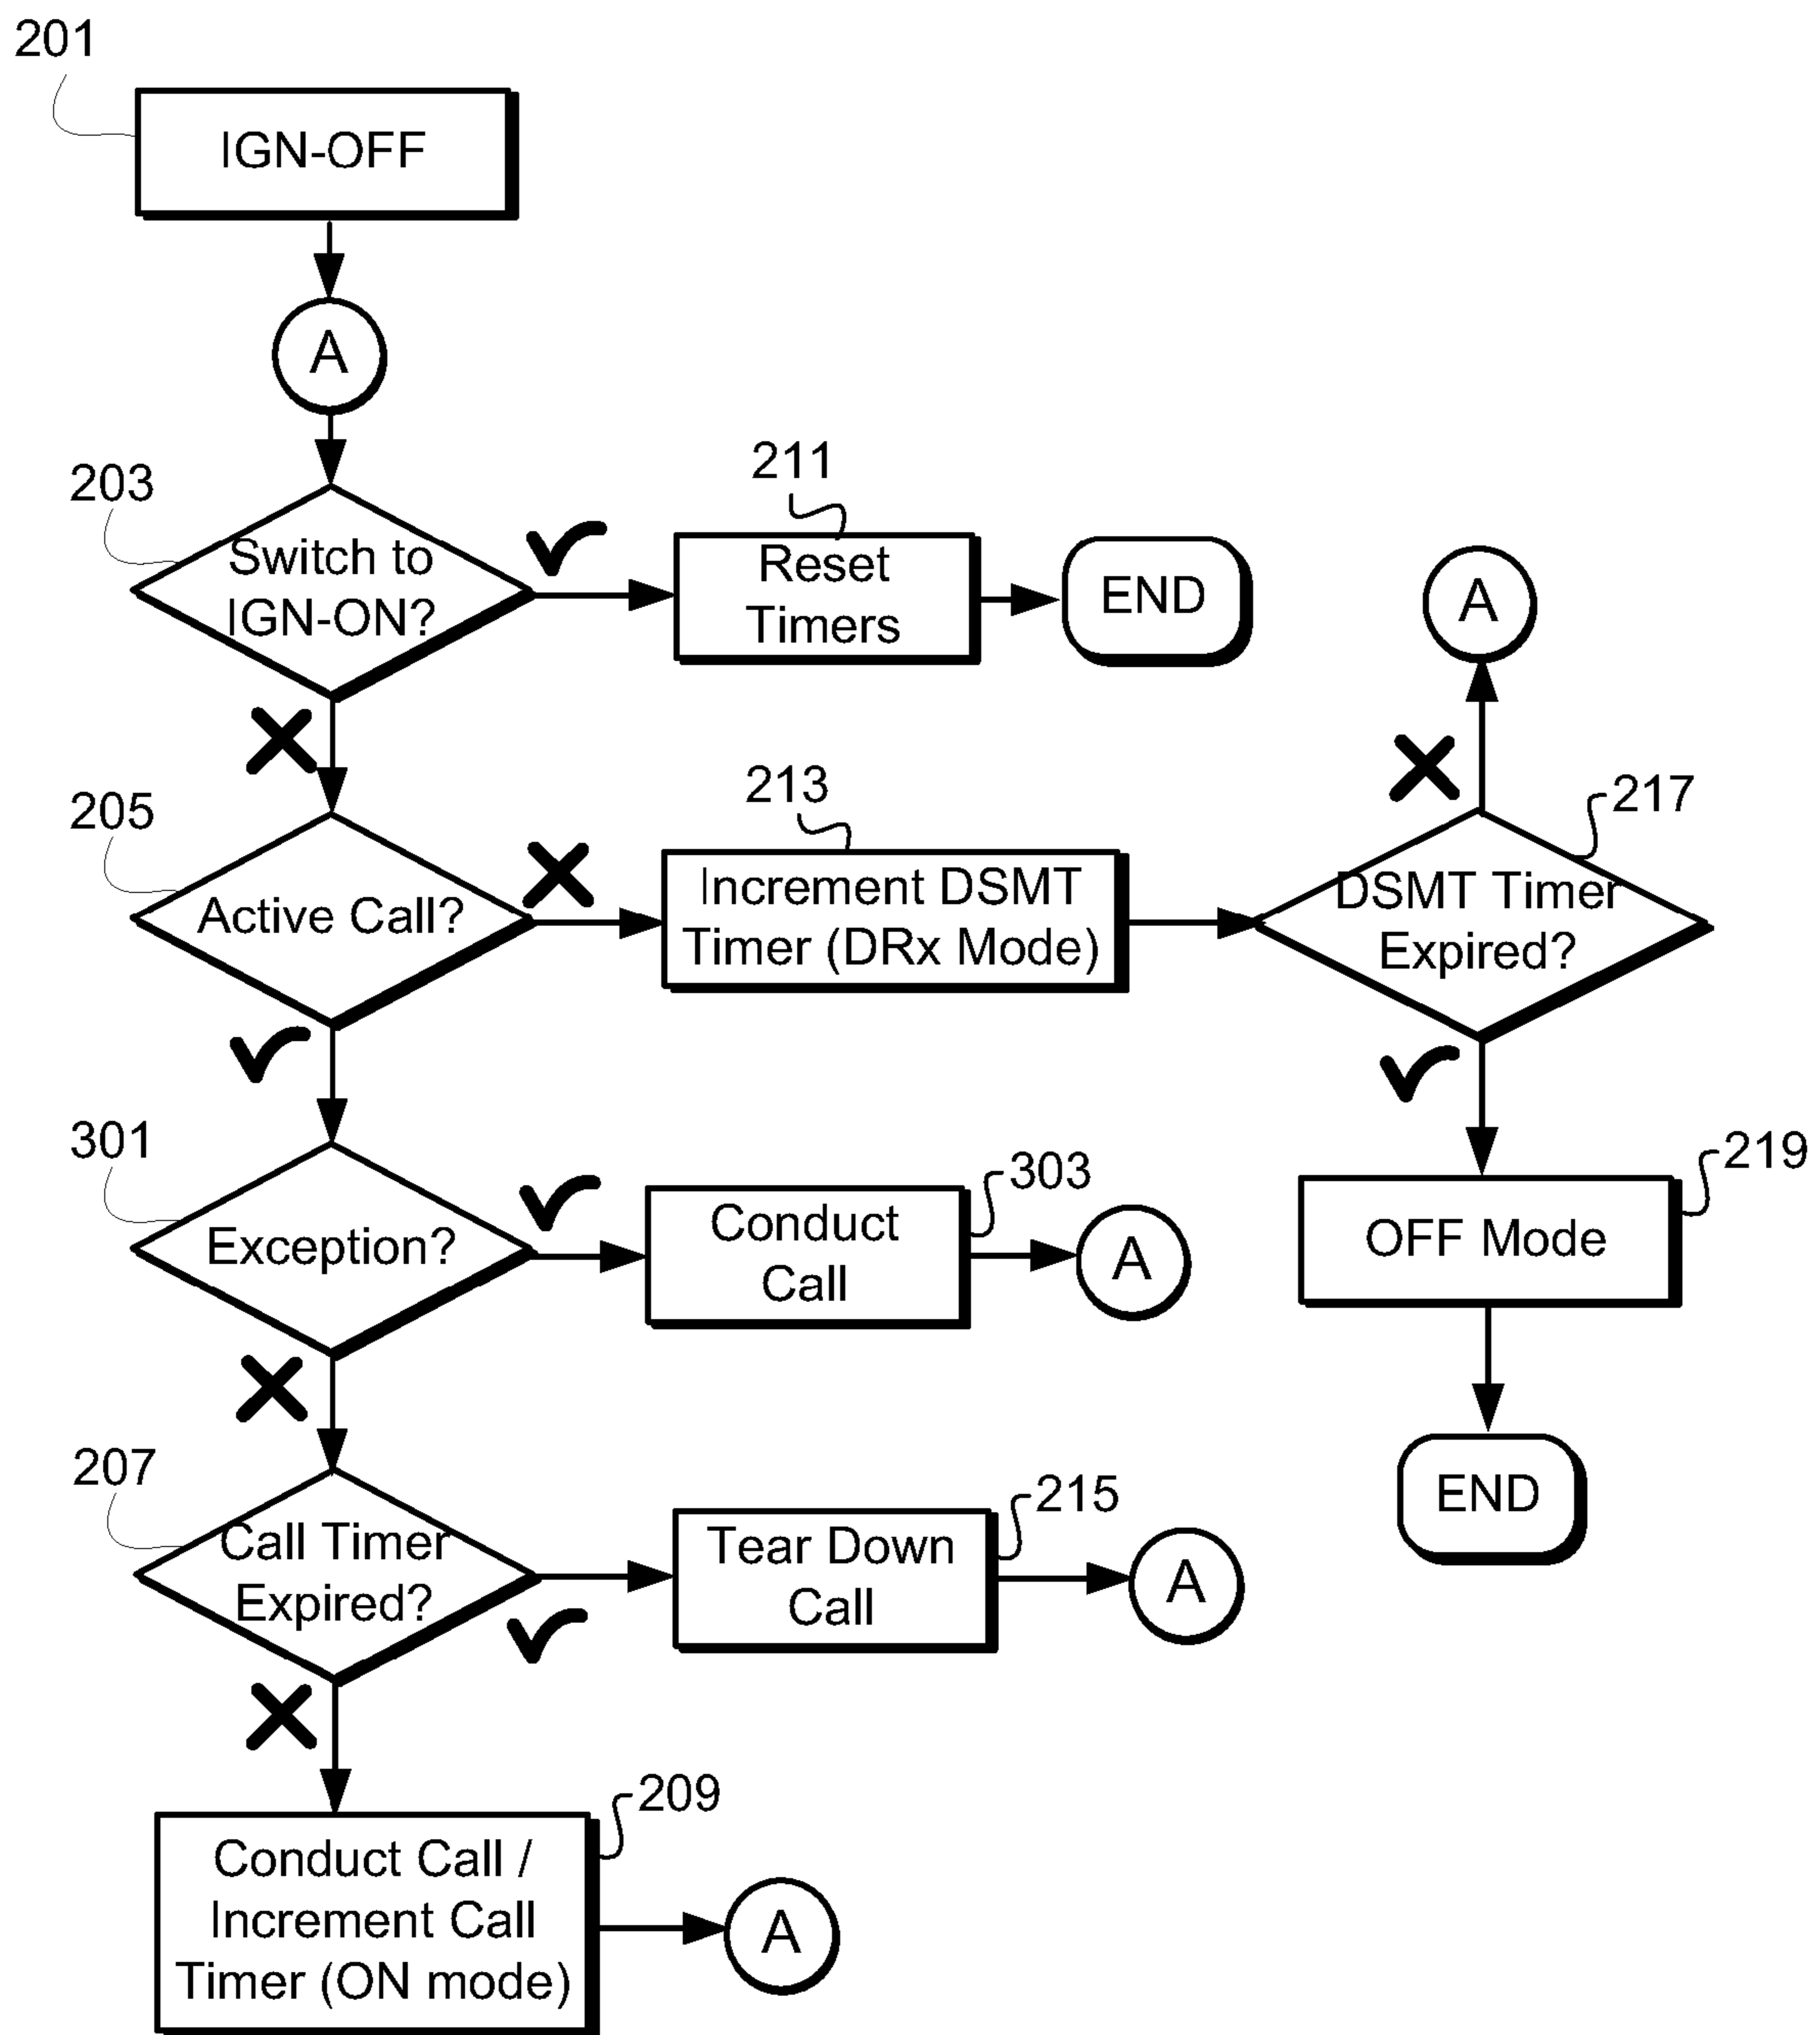 201
IGN-OFF
A
203
Switch to
IGN-ON?
211
Reset
Timers
END
A
205
Active Call?
213
Increment DSMT
Timer (DRx Mode)
217
DSMT Timer
Expired?
301
Exception?
303
Conduct
Call
A
219
OFF Mode
END
207
Call Timer
Expired?
215
Tear Down
Call
A
209
Conduct Call /
Increment Call
Timer (ON mode)
A